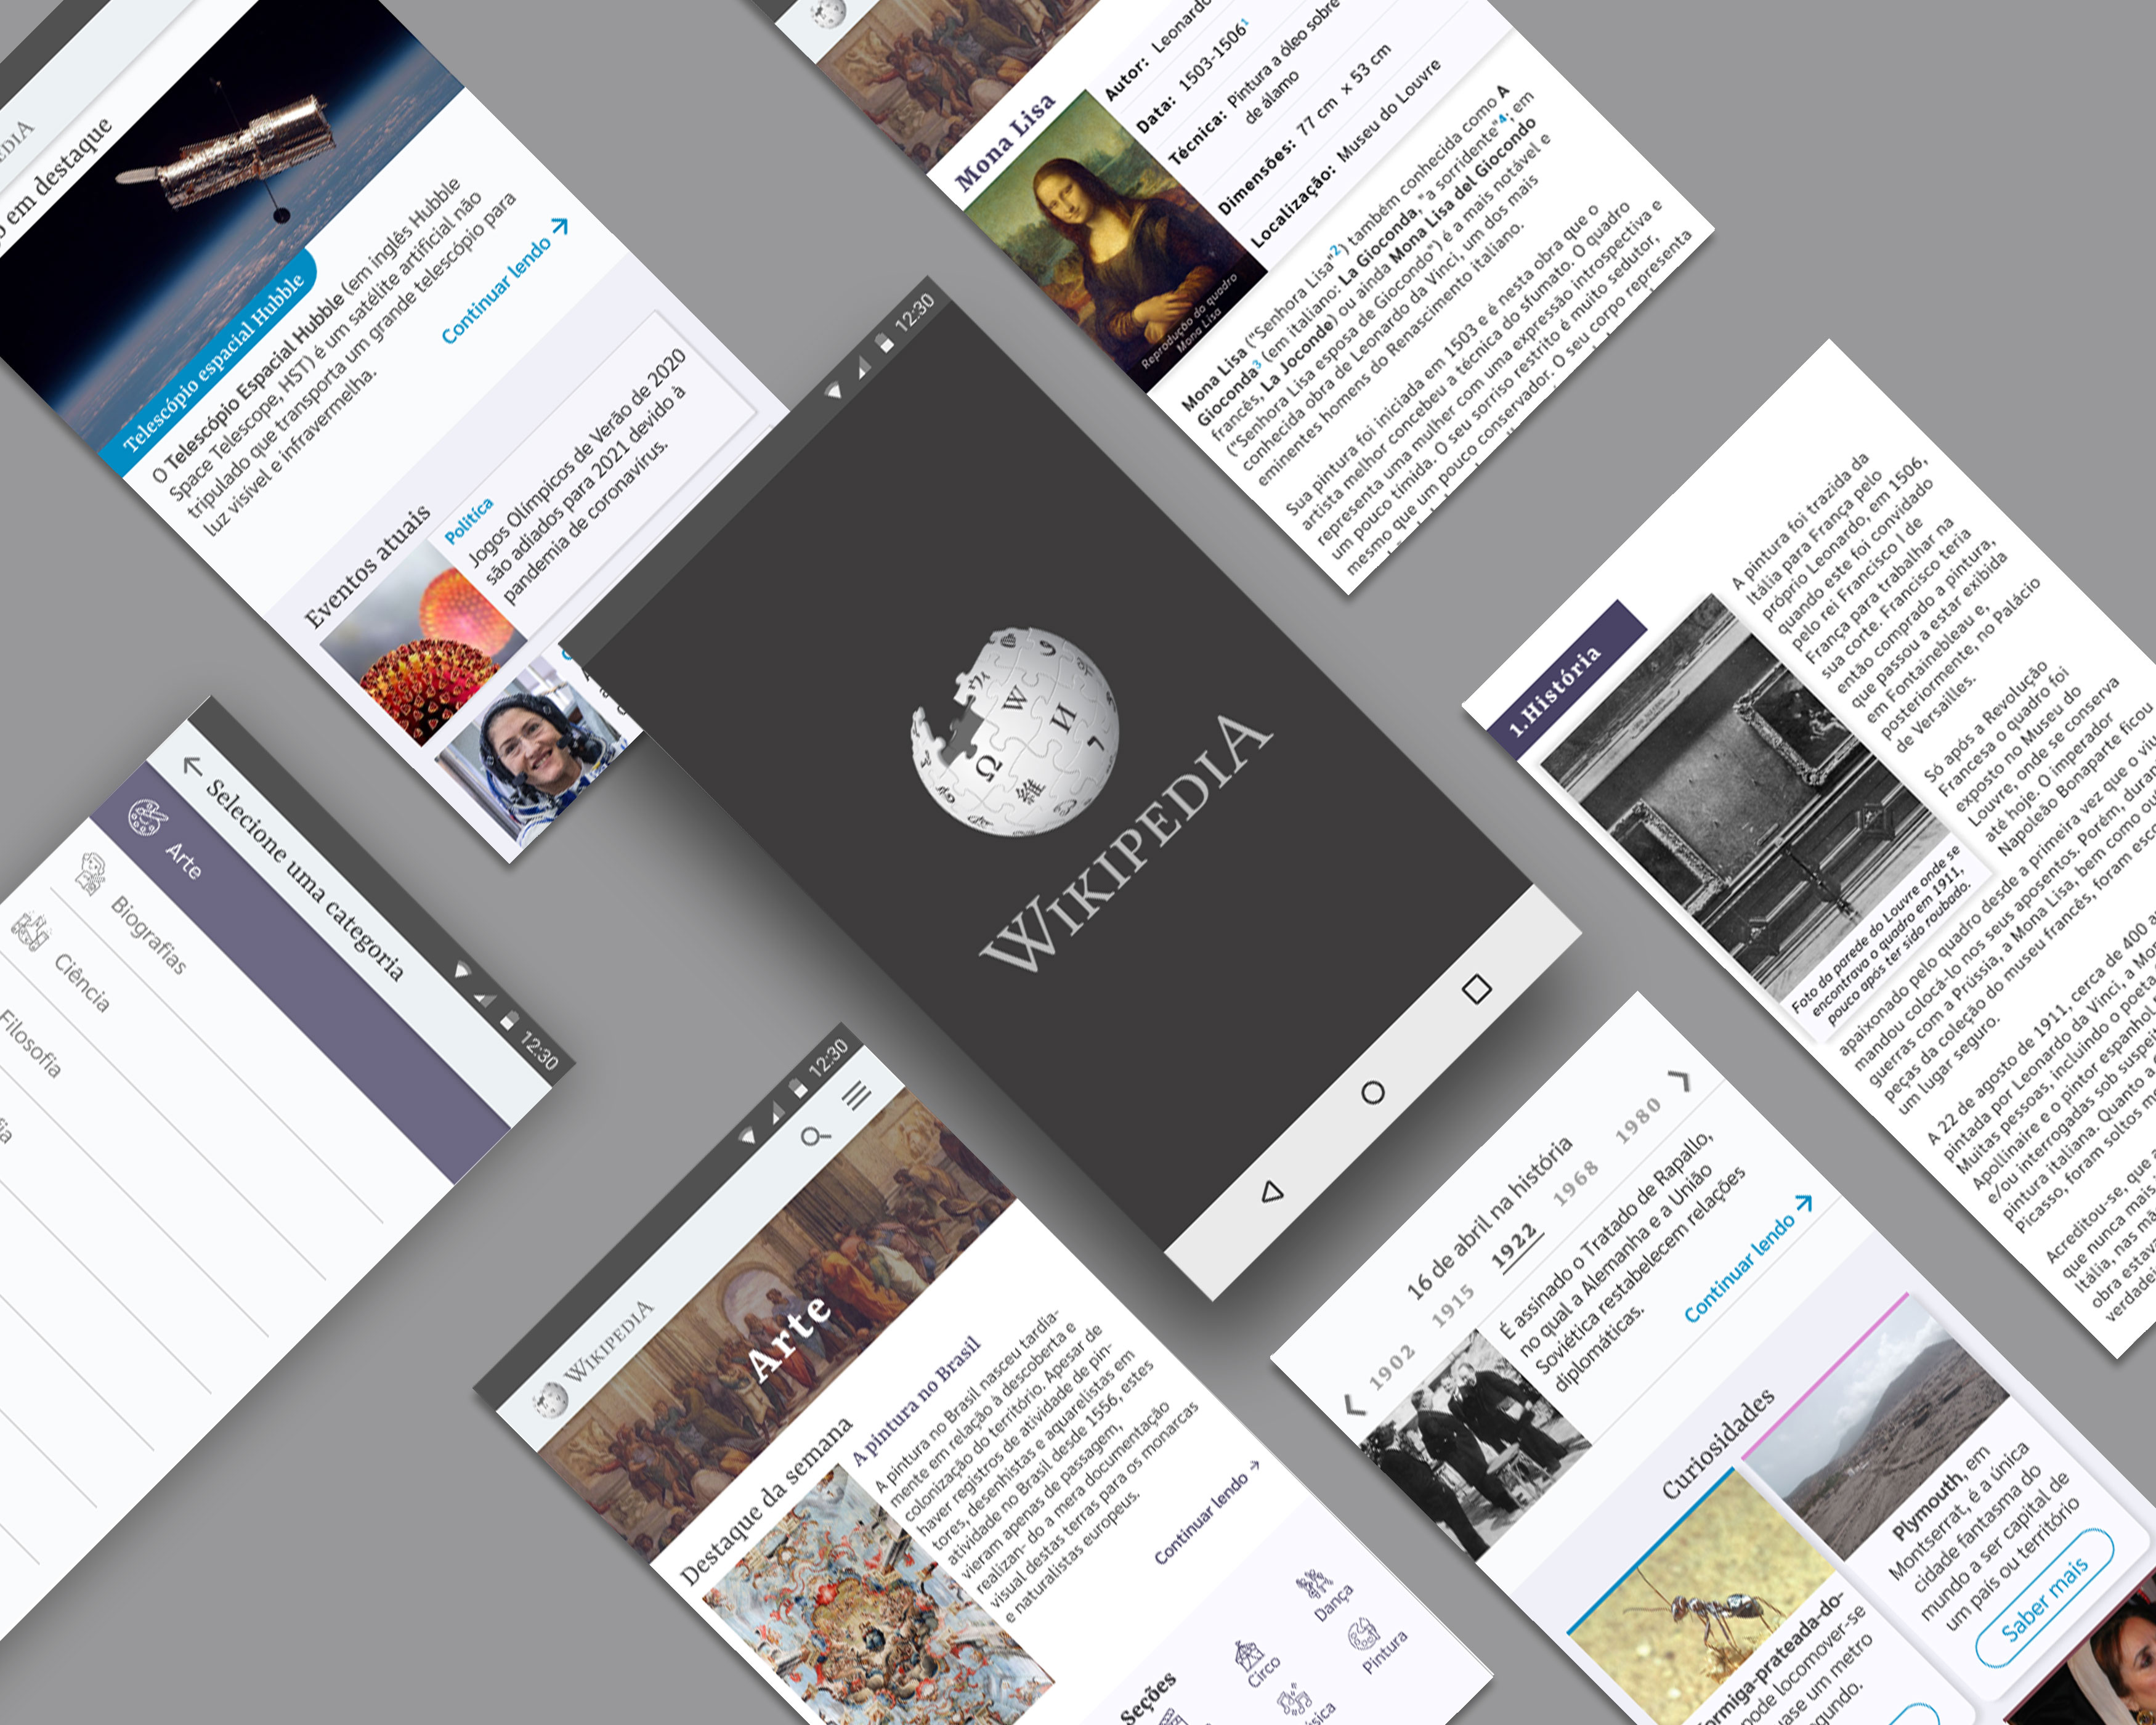 PEDIA
em destaque
Telescópio espacial Hubble
O Telescópio Espacial Hubble (em inglês Hubble
Space Telescope, HST) é um satélite artificial não
tripulado que transporta um grande telescópio para
luz visível e infravermelha.
Continuar lendo
Eventos atuais
Política
Jogos Olímpicos de Verão de 2020
são adiados para 2021 devido à
pandemia de coronavírus.
Mona Lisa
Autor: Leonardo
Data: 1503-1506¹
Técnica: Pintura a óleo sobre
de álamo
Dimensões: 77 cm × 53 cm
Localização: Museu do Louvre
Reprodução do quadro
Mona Lisa
Mona Lisa ("Senhora Lisa"²) também conhecida como A
Gioconda³ (em italiano: La Gioconda, "a sorridente"⁴; em
francês, La Joconde) ou ainda Mona Lisa del Giocondo
("Senhora Lisa esposa de Giocondo") é a mais notável e
conhecida obra de Leonardo da Vinci, um dos mais
eminentes homens do Renascimento italiano.
Sua pintura foi iniciada em 1503 e é nesta obra que o
artista melhor concebeu a técnica do sfumato. O quadro
representa uma mulher com uma expressão introspectiva e
um pouco tímida. O seu sorriso restrito é muito sedutor,
mesmo que um pouco conservador. O seu corpo representa
12:30
WIKIPEDIA
1.História
A pintura foi trazida da
Itália para França pelo
próprio Leonardo, em 1506,
quando este foi convidado
pelo rei Francisco I de
França para trabalhar na
sua corte. Francisco teria
então comprado a pintura,
que passou a estar exibida
em Fontainebleau e,
posteriormente, no Palácio
de Versailles.
Só após a Revolução
Francesa o quadro foi
exposto no Museu do
Louvre, onde se conserva
até hoje. O imperador
Napoleão Bonaparte ficou
apaixonado pelo quadro desde a primeira vez que o viu
mandou colocá-lo nos seus aposentos. Porém, durante
guerras com a Prússia, a Mona Lisa, bem como
peças da coleção do museu francês, foram
um lugar seguro.
Foto da parede do Louvre onde se
encontrava o quadro em 1911,
pouco após ter sido roubado.
A 22 de agosto de 1911, cerca de 400
pintada por Leonardo da Vinci, a
Muitas pessoas, incluindo o poeta
Apollinaire e o pintor espanhol
e/ou interrogadas sob
pintura italiana. Quanto a
Picasso, foram soltos
Acreditou-se, que a
que nunca mais
Itália, nas
obra
12:30
Selecione uma categoria
Arte
Biografias
Ciência
Filosofia
fia
12:30
WIKIPEDIA
Arte
Destaque da semana
A pintura no Brasil
A pintura no Brasil nasceu tardia-
mente em relação à descoberta e
colonização do território. Apesar de
haver registros de atividade de pin-
tores, desenhistas e aquarelistas em
atividade no Brasil desde 1556, estes
vieram apenas de passagem,
realizan- do a mera documentação
visual destas terras para os monarcas
e naturalistas europeus.
Continuar lendo
Seções
Circo
Dança
Pintura
16 de abril na história
1902
1915
1922
1968
1980
É assinado o Tratado de Rapallo,
no qual a Alemanha e a União
Soviética restabelecem relações
diplomáticas.
Continuar lendo
Curiosidades
Plymouth, em
Montserrat, é a única
cidade fantasma do
mundo a ser capital de
um país ou território
Saber mais
formiga-prateada-do-
pode locomover-se
um metro